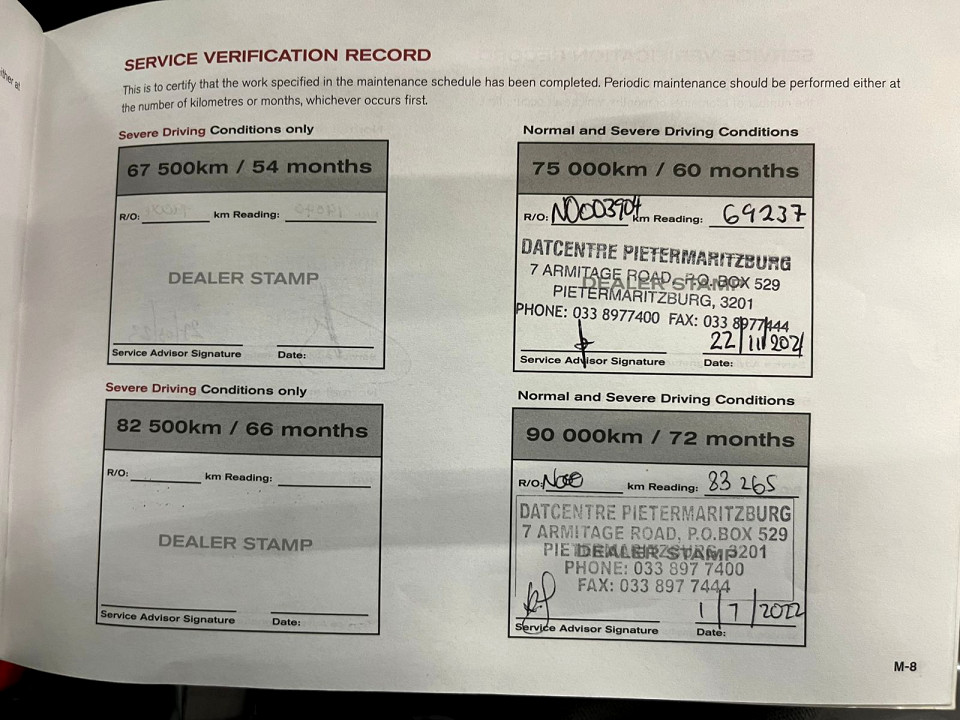 SERVICE VERIFICATION RECORD
This is to certify that the work specified in the maintenance schedule has been completed. Periodic maintenance should be performed either at
the number of kilometres or months, whichever occurs first.
Severe Driving Conditions only
67 500km / 54 months
R/O: km Reading:
DEALER STAMP
Service Advisor Signature Date:
Normal and Severe Driving Conditions
75 000km / 60 months
R/O: N0003904 km Reading: 69237
DATCENTRE PIETERMARITZBURG
7 ARMITAGE ROAD, P.O. BOX 529
DEALER STAMP
PIETERMARITZBURG, 3201
PHONE: 033 8977400 FAX: 033 8977444
22/11/2021
Service Advisor Signature Date:
Severe Driving Conditions only
82 500km / 66 months
R/O: km Reading:
DEALER STAMP
Service Advisor Signature Date:
Normal and Severe Driving Conditions
90 000km / 72 months
R/O: km Reading: 83 265
DATCENTRE PIETERMARITZBURG
7 ARMITAGE ROAD, P.O.BOX 529
PIETERMARITZBURG, 3201
DEALER STAMP
PHONE: 033 897 7400
FAX: 033 897 7444
1/7/2022
Service Advisor Signature Date:
M-8